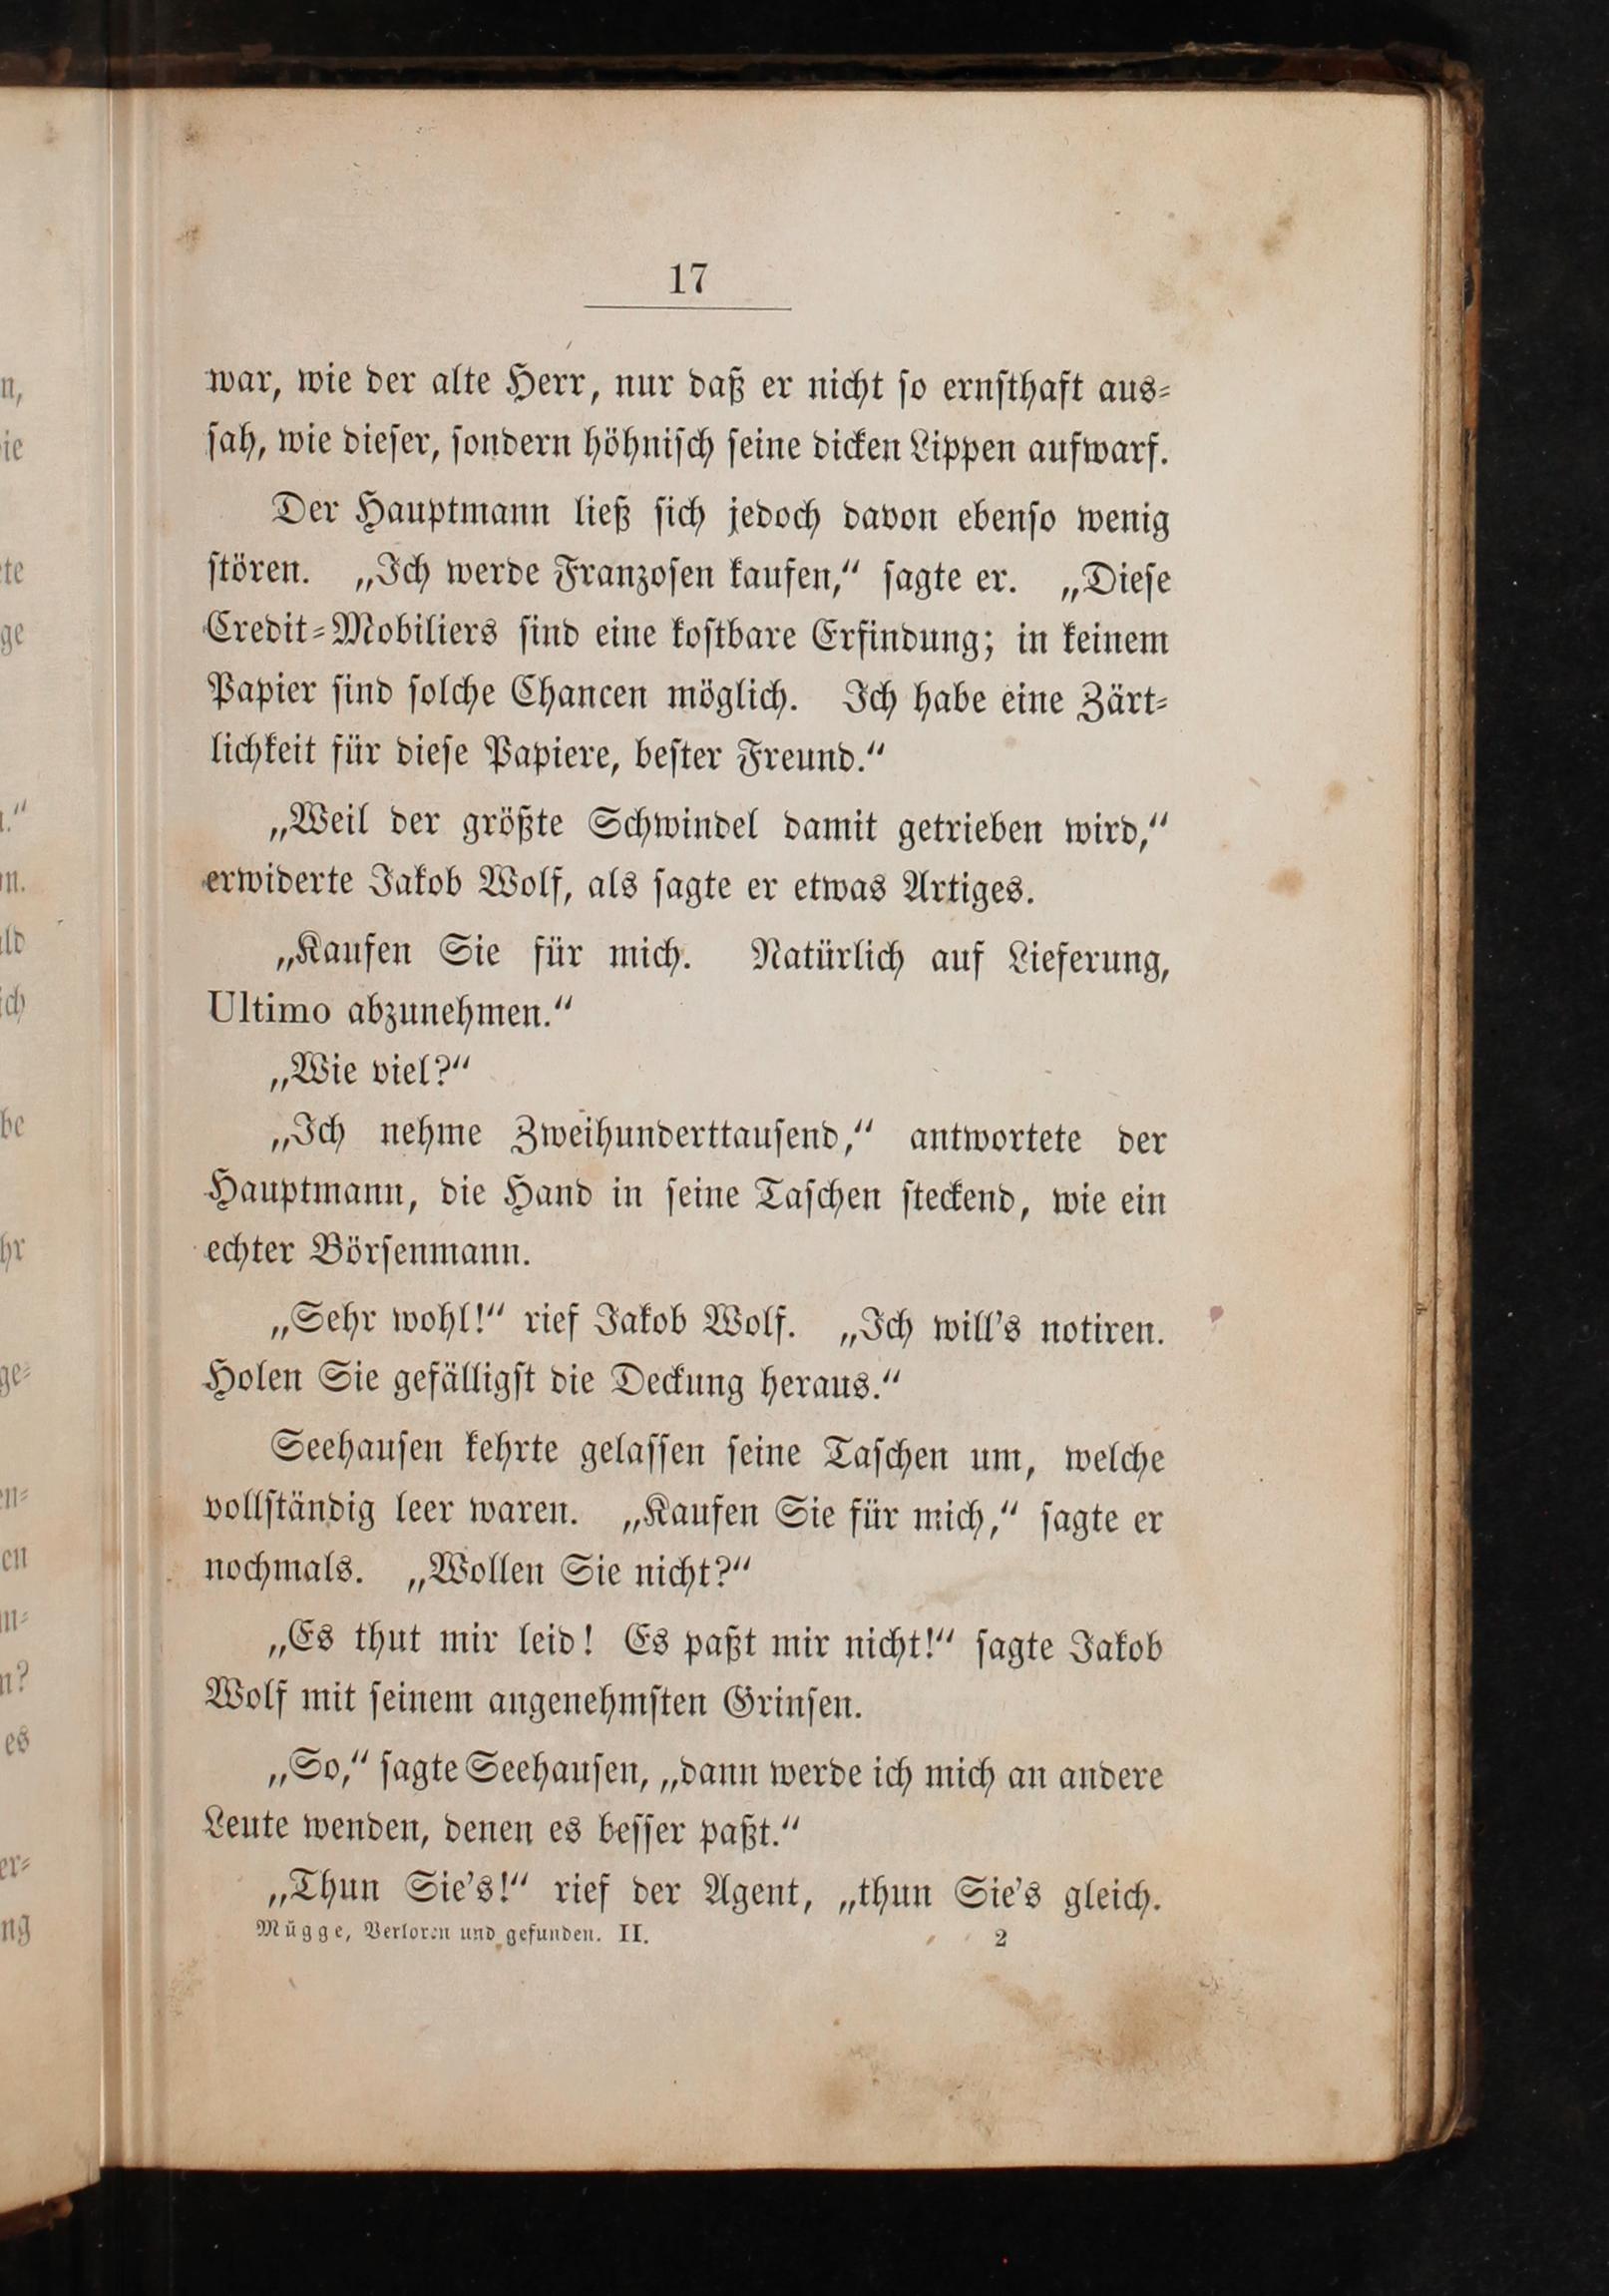 17
war, wie der alte Herr, nur daß er nicht so ernsthaft aus-
sah, wie dieser, sondern höhnisch seine dicken Lippen aufwarf.
Der Hauptmann ließ sich jedoch davon ebenso wenig
stören. „Ich werde Franzosen kaufen,“ sagte er. „Diese
Credit-Mobiliers sind eine kostbare Erfindung; in keinem
Papier sind solche Chancen möglich. Ich habe eine Zärt-
lichkeit für diese Papiere, bester Freund.“
„Weil der größte Schwindel damit getrieben wird,“
erwiderte Jakob Wolf, als sagte er etwas Artiges.
„Kaufen Sie für mich. Natürlich auf Lieferung,
Ultimo abzunehmen.“
„Wie viel?“
„Ich nehme Zweihunderttausend,“ antwortete der
Hauptmann, die Hand in seine Taschen steckend, wie ein
echter Börsenmann.
„Sehr wohl!“ rief Jakob Wolf. „Ich will's notiren.
Holen Sie gefälligst die Deckung heraus.“
Seehausen kehrte gelassen seine Taschen um, welche
vollständig leer waren. „Kaufen Sie für mich,“ sagte er
nochmals. „Wollen Sie nicht?“
„Es thut mir leid! Es paßt mir nicht!“ sagte Jakob
Wolf mit seinem angenehmsten Grinsen.
„So,“ sagte Seehausen, „dann werde ich mich an andere
Leute wenden, denen es besser paßt.“
„Thun Sie's!“ rief der Agent, „thun Sie's gleich.
Mügge, Verloren und gefunden. II. 2